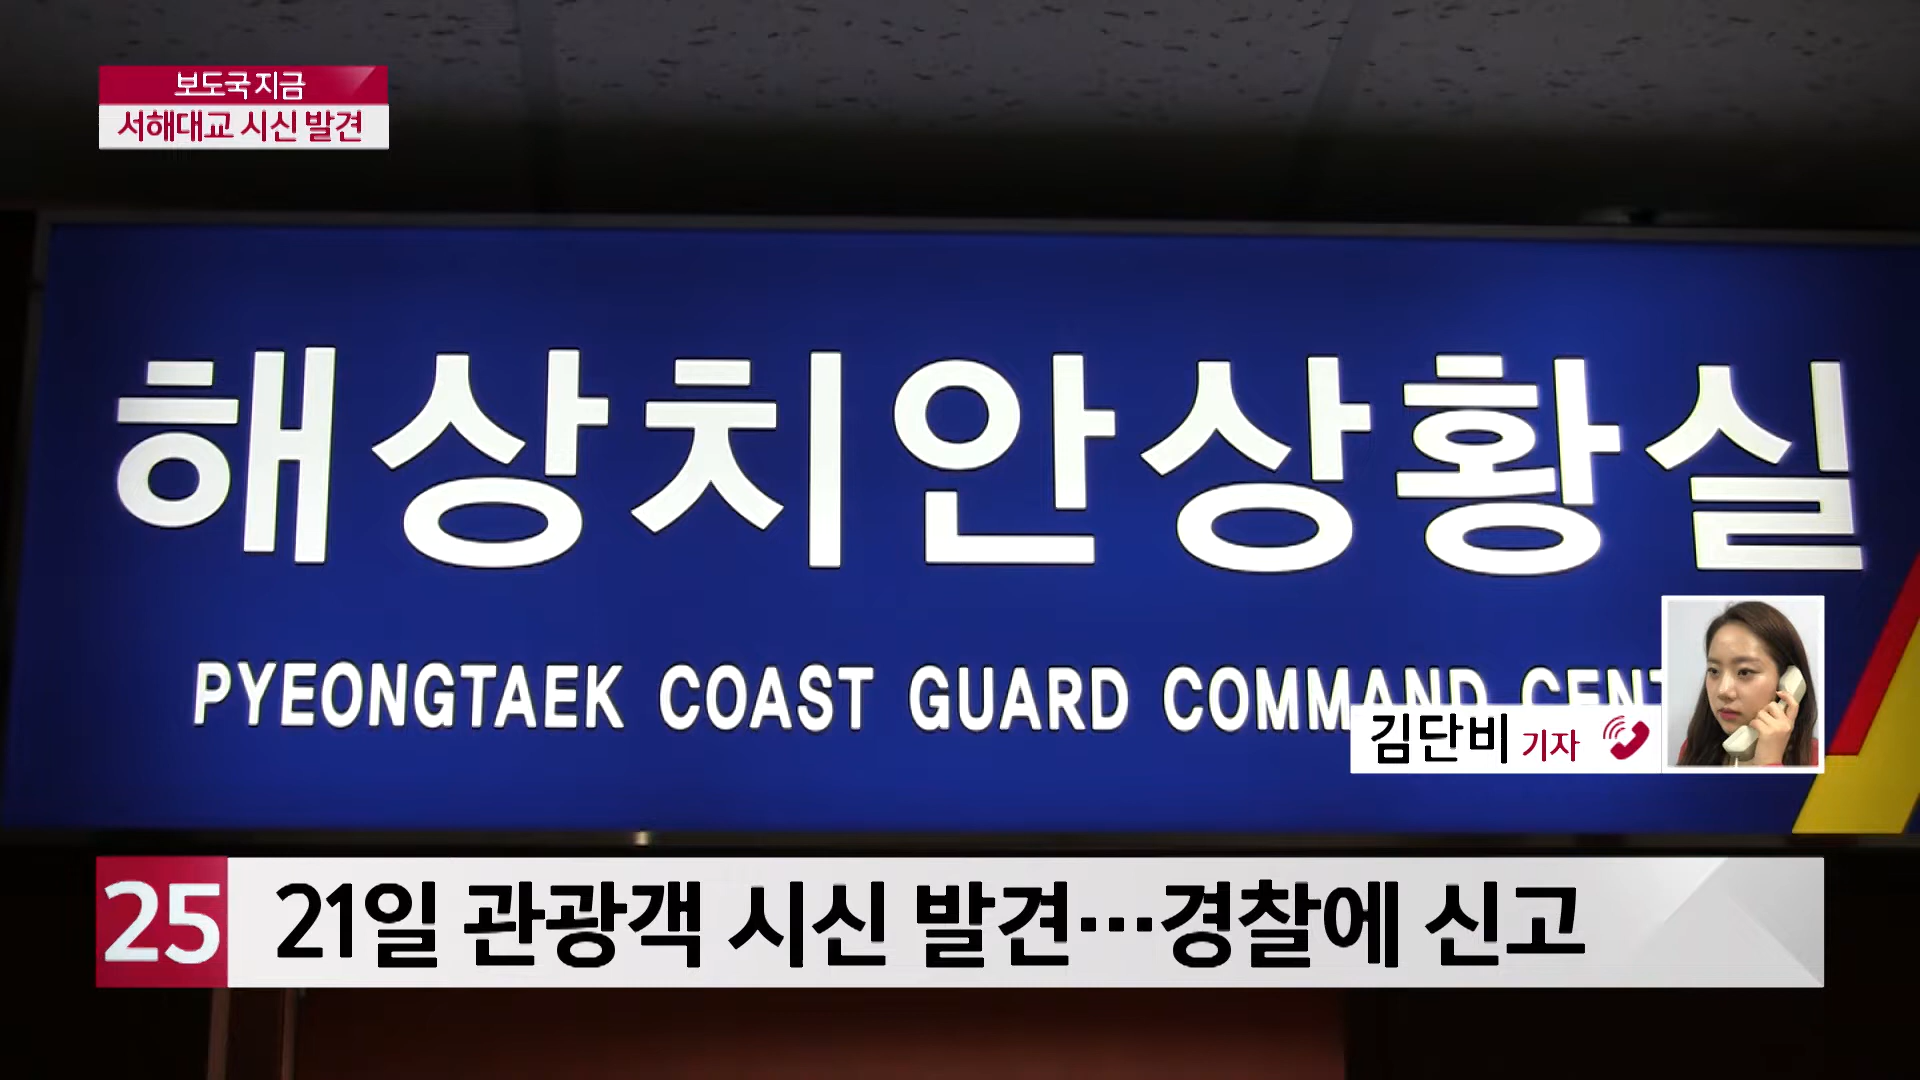 보도국 지금
서해대교 시신 발견
해상치안상황실
PYEONGTAEK COAST GUARD COMMAND
김단비 기자
25
21일 관광객 시신 발견…경찰에 신고